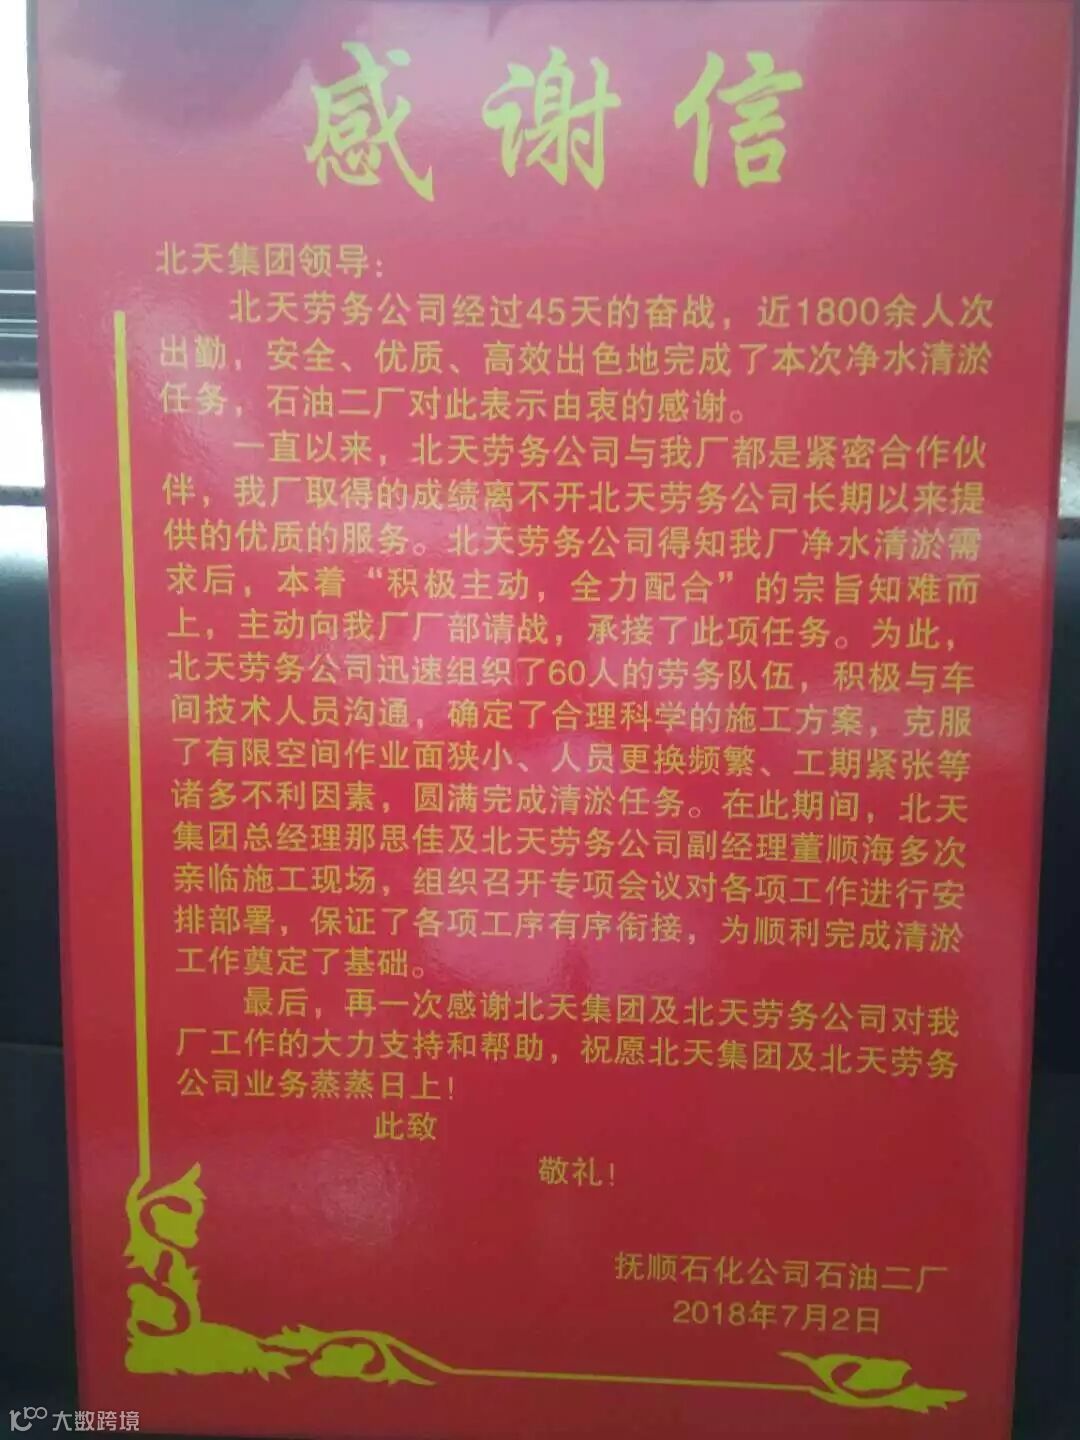 感谢信
北天集团领导：
北天劳务公司经过45天的奋战，近1800余人次
出勤，安全、优质、高效出色地完成了本次净水清淤
任务，石油二厂对此表示由衷的感谢。
一直以来，北天劳务公司与我厂都是紧密合作伙
伴，我厂取得的成绩离不开北天劳务公司长期以来提
供的优质的服务。北天劳务公司得知我厂净水清淤需
求后，本着“积极主动，全力配合”的宗旨知难而
上，主动向我厂厂部请战，承接了此项任务。为此，
北天劳务公司迅速组织了60人的劳务队伍，积极与车
间技术人员沟通，确定了合理科学的施工方案，克服
了有限空间作业面狭小、人员更换频繁、工期紧张等
诸多不利因素，圆满完成清淤任务。在此期间，北天
集团总经理那思佳及北天劳务公司副经理董顺海多次
亲临施工现场，组织召开专项会议对各项工作进行安
排部署，保证了各项工序有序衔接，为顺利完成清淤
工作奠定了基础。
最后，再一次感谢北天集团及北天劳务公司对我
厂工作的大力支持和帮助，祝愿北天集团及北天劳务
公司业务蒸蒸日上！
此致
敬礼！
抚顺石化公司石油二厂
2018年7月2日
大数跨境